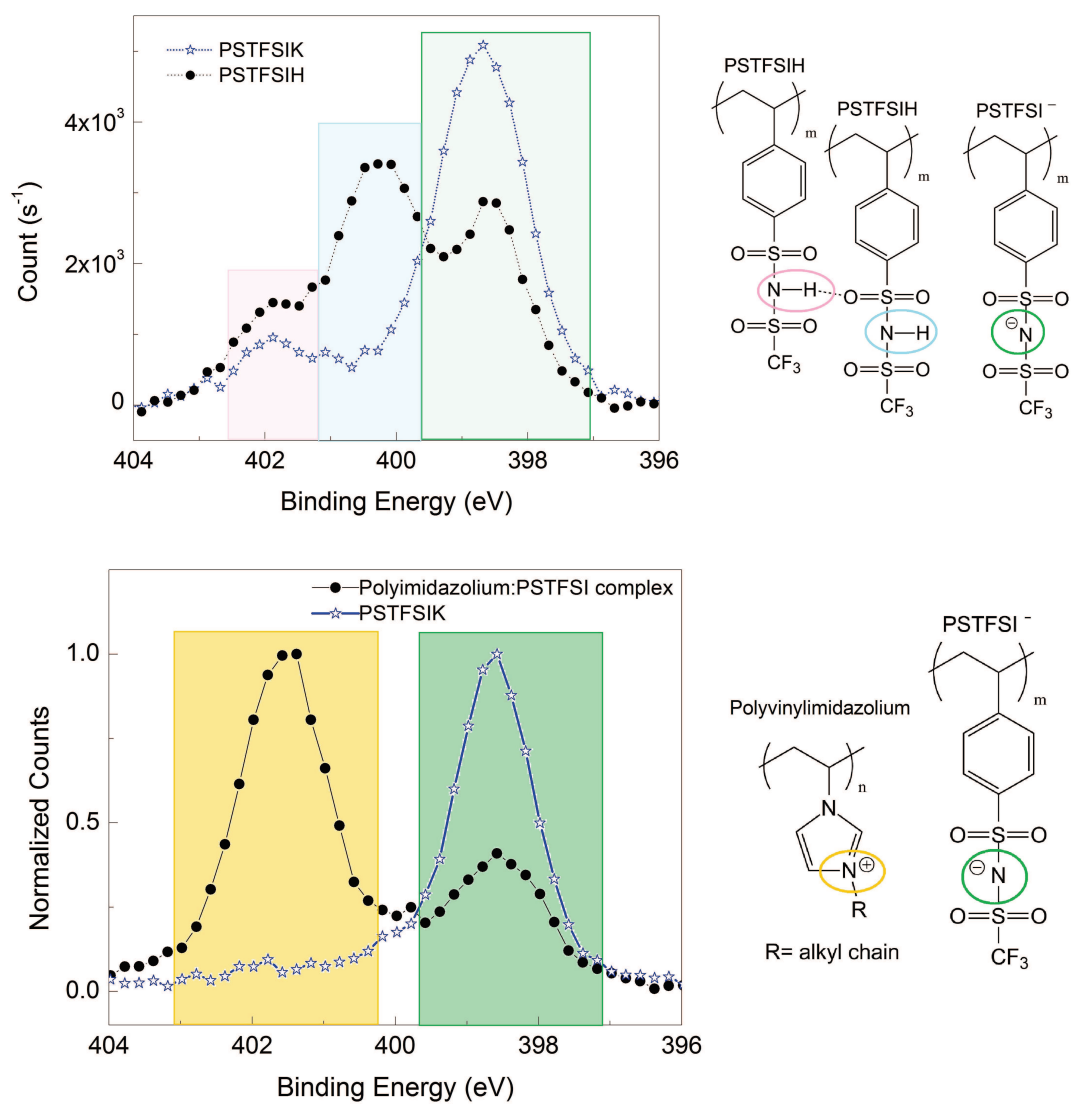 PSTFSIK
PSTFSIH
4x10³
2x10³
0
Count (s⁻¹)
404 402 400 398 396
Binding Energy (eV)
PSTFSIH
m
O=S=O
N—H
O=S=O
CF₃
PSTFSIH
m
O=S=O
N—H
O=S=O
CF₃
PSTFSI⁻
m
O=S=O
⊖N
O=S=O
CF₃
Polyimidazolium:PSTFSI complex
PSTFSIK
1.0
0.5
0.0
Normalized Counts
404 402 400 398 396
Binding Energy (eV)
Polyvinylimidazolium
n
N
N⊕
R
R= alkyl chain
PSTFSI⁻
m
O=S=O
⊖N
O=S=O
CF₃